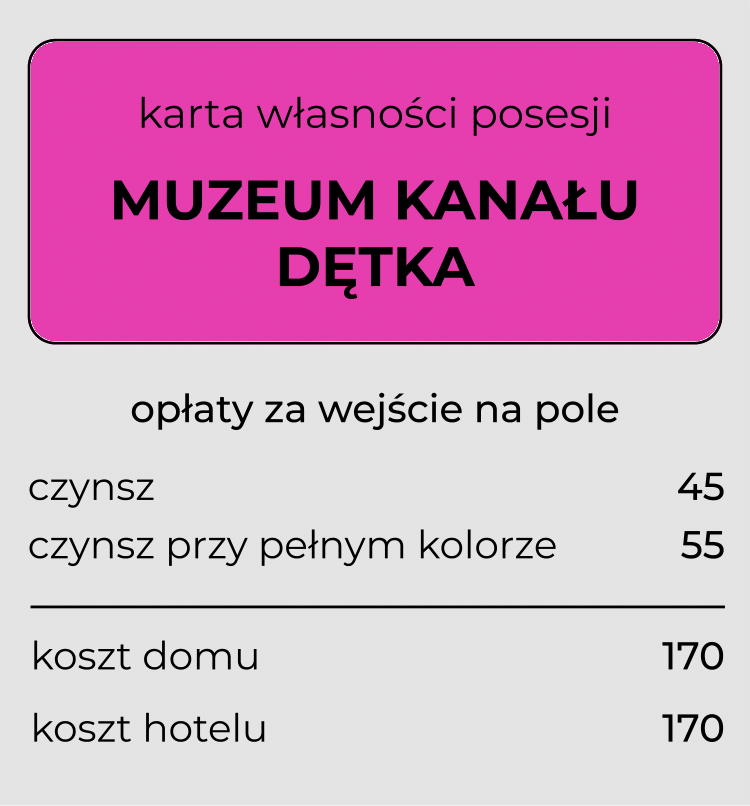 karta własności posesji
MUZEUM KANAŁU
DĘTKA
opłaty za wejście na pole
czynsz 45
czynsz przy pełnym kolorze 55
koszt domu 170
koszt hotelu 170